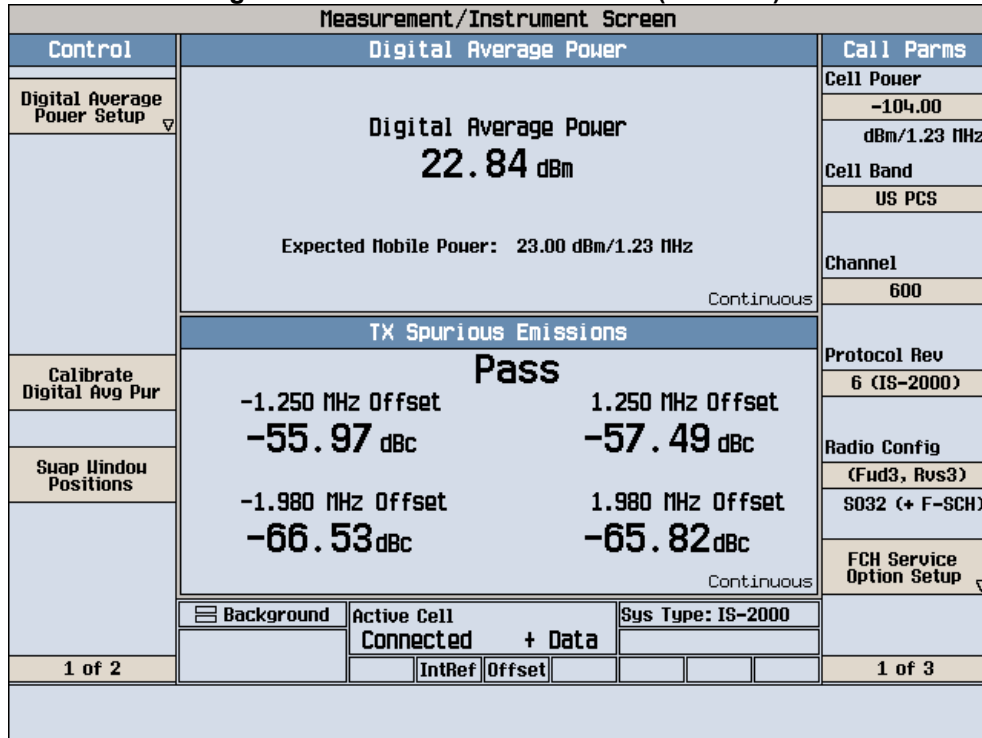 Measurement/Instrument Screen
Control
Digital Average
Power Setup
Calibrate
Digital Avg Pwr
Swap Window
Positions
1 of 2
Digital Average Power
Digital Average Power
22.84 dBm
Expected Mobile Power: 23.00 dBm/1.23 MHz
Continuous
TX Spurious Emissions
Pass
-1.250 MHz Offset 1.250 MHz Offset
-55.97 dBc -57.49 dBc
-1.980 MHz Offset 1.980 MHz Offset
-66.53 dBc -65.82 dBc
Continuous
Background
Active Cell
Connected + Data
Sys Type: IS-2000
IntRef Offset
Call Parms
Cell Power
-104.00
dBm/1.23 MHz
Cell Band
US PCS
Channel
600
Protocol Rev
6 (IS-2000)
Radio Config
(Fwd3, Rvs3)
SO32 (+ F-SCH)
FCH Service
Option Setup
1 of 3